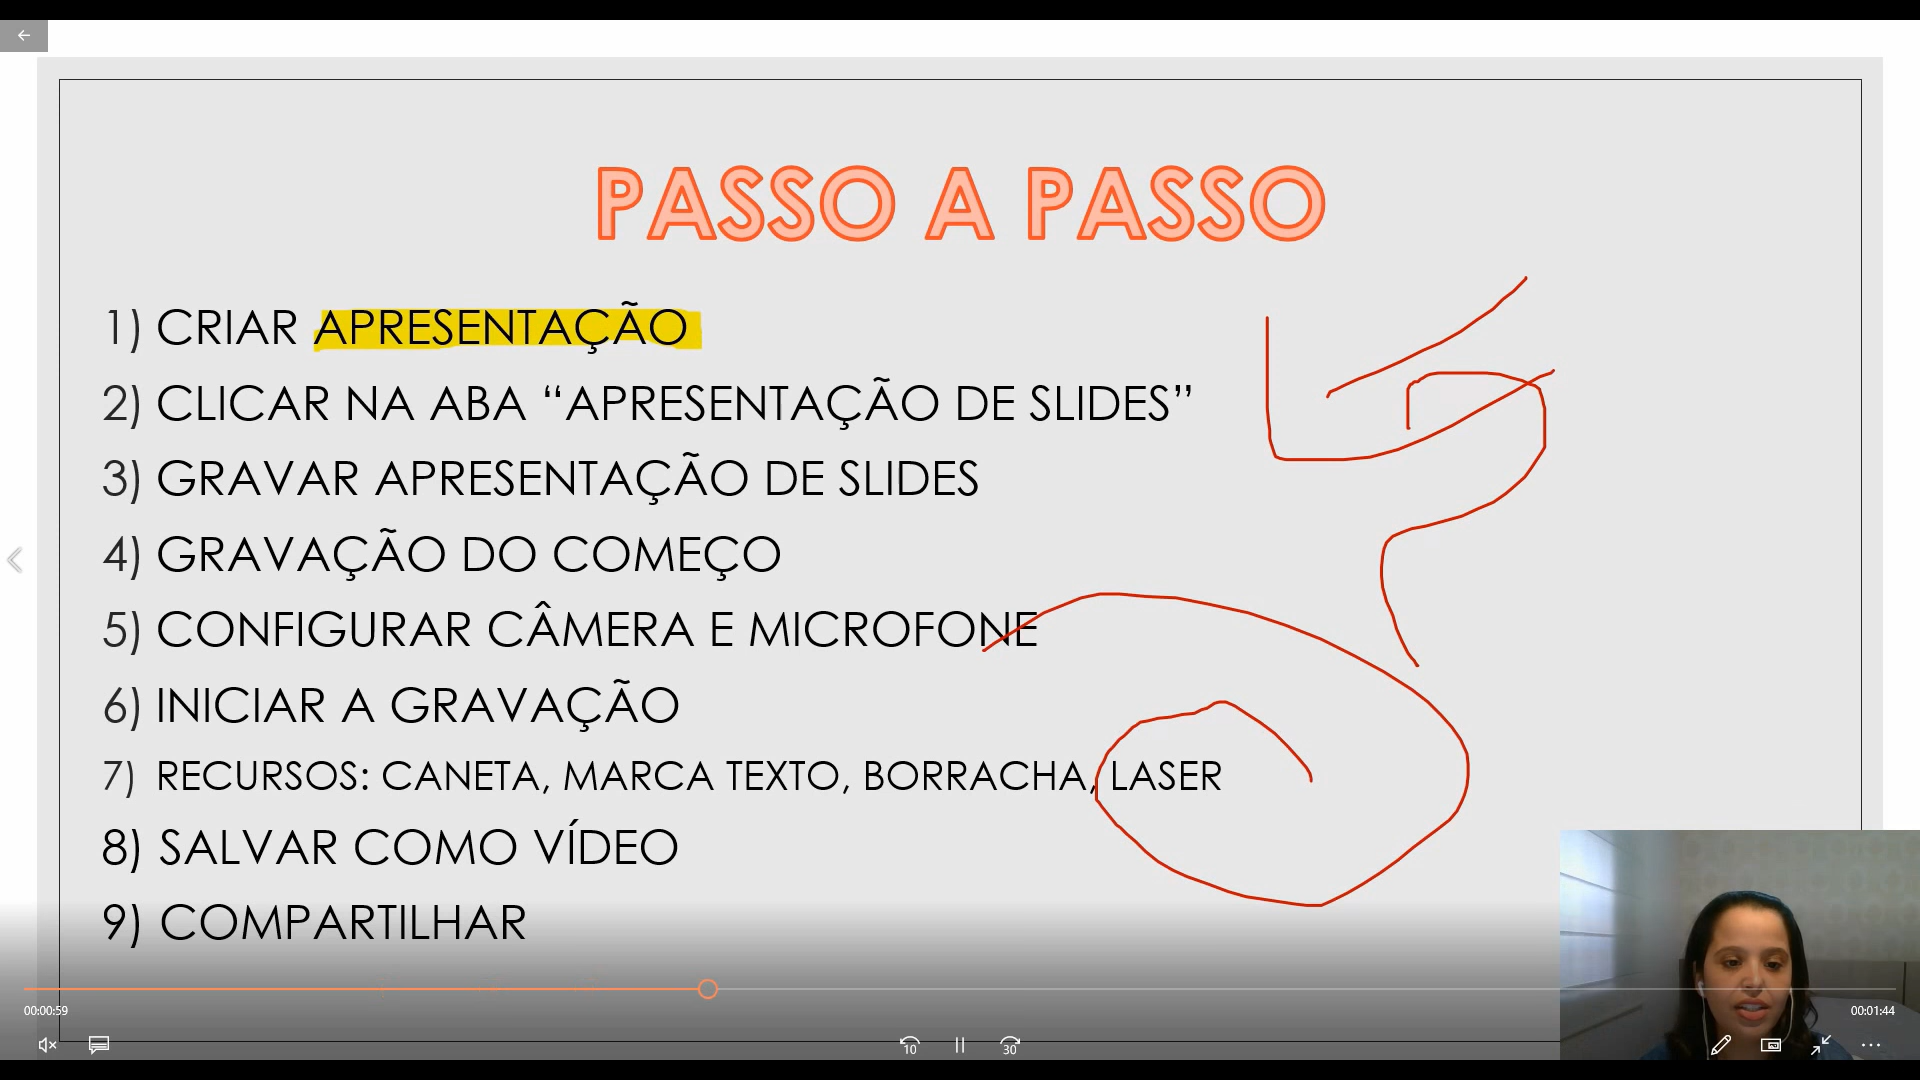 PASSO A PASSO
1) CRIAR APRESENTAÇÃO
2) CLICAR NA ABA “APRESENTAÇÃO DE SLIDES”
3) GRAVAR APRESENTAÇÃO DE SLIDES
4) GRAVAÇÃO DO COMEÇO
5) CONFIGURAR CÂMERA E MICROFONE
6) INICIAR A GRAVAÇÃO
7) RECURSOS: CANETA, MARCA TEXTO, BORRACHA, LASER
8) SALVAR COMO VÍDEO
9) COMPARTILHAR
00:00:59 00:01:44
10 30